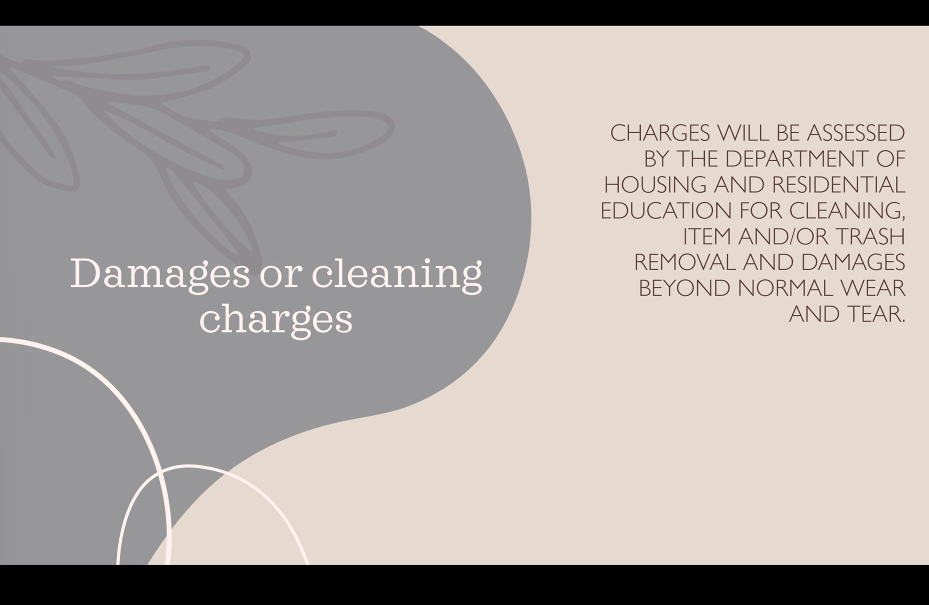 Damages or cleaning
charges
CHARGES WILL BE ASSESSED
BY THE DEPARTMENT OF
HOUSING AND RESIDENTIAL
EDUCATION FOR CLEANING,
ITEM AND/OR TRASH
REMOVAL AND DAMAGES
BEYOND NORMAL WEAR
AND TEAR.